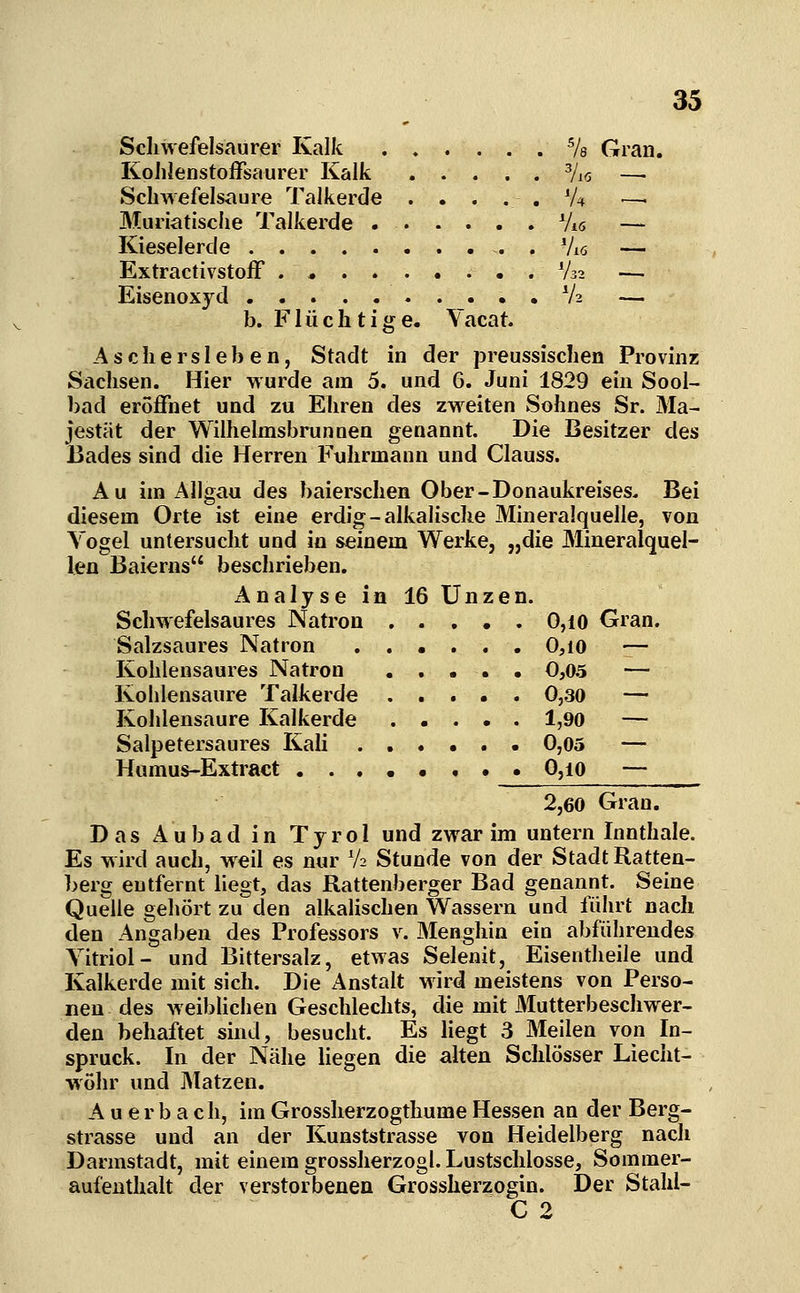 35
Schwefelsaurer Kalk . . . . . . . 5/8 Gran.
Kohlenstoffsaurer Kalk . . . . . 3/16 —
Schwefelsaure Talkerde . . . . . . 1/4 —
Muriatische Talkerde . . . . . . 1/16 —
Kieselerde . . . . . . . . . . . 1/16 —
Extractivstoff . . . . . . . . . 1/32 —
Eisenoxyd . . . . . . . . . . . 1/2 —
b. Flüchtige. Vacat.
Aschersleben, Stadt in der preussischen Provinz
Sachsen. Hier wurde am 5. und 6. Juni 1829 ein Sool-
bad eröffnet und zu Ehren des zweiten Sohnes Sr. Ma-
jestät der Wilhelmsbrunnen genannt. Die Besitzer des
Bades sind die Herren Fuhrmann und Clauss.
Au im Allgau des baierschen Ober-Donaukreises. Bei
diesem Orte ist eine erdig-alkalische Mineralquelle, von
Vogel untersucht und in seinem Werke, „die Mineralquel-
len Baierns“ beschrieben.
Analyse in 16 Unzen.
Schwefelsaures Natron . . . . . 0,10 Gran.
Salzsaures Natron . . . . . . 0,10 —
Kohlensaures Natron . . . . . 0,05 —
Kohlensaure Talkerde . . . . . 0,30 —
Kohlensaure Kalkerde . . . . . 1,90 —
Salpetersaures Kali . . . . . . 0,05 —
Humus-Extract . . . . . . . . 0,10 —
2,60 Gran.
Das Aubad in Tyrol und zwar im untern Innthale.
Es wird auch, weil es nur 1/2 Stunde von der Stadt Ratten-
berg entfernt liegt, das Rattenberger Bad genannt. Seine
Quelle gehört zu den alkalischen Wassern und führt nach
den Angaben des Professors v. Menghin ein abführendes
Vitriol- und Bittersalz, etwas Selenit, Eisentheile und
Kalkerde mit sich. Die Anstalt wird meistens von Perso-
nen des weiblichen Geschlechts, die mit Mutterbeschwer-
den behaftet sind, besucht. Es liegt 3 Meilen von In-
spruck. In der Nähe liegen die alten Schlösser Liecht-
wöhr und Matzen.
Auerbach, im Grossherzogthume Hessen an der Berg-
strasse und an der Kunststrasse von Heidelberg nach
Darmstadt, mit einem grossherzogl. Lustschlosse, Sommer-
aufenthalt der verstorbenen Grossherzogin. Der Stahl-
C 2